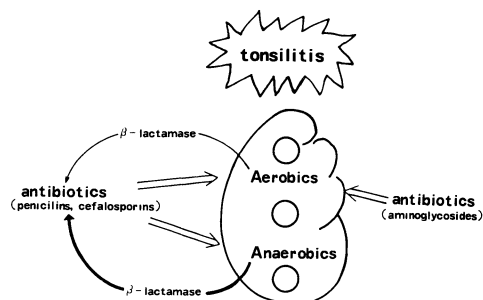 tonsilitis
β-lactamase
Aerobics
antibiotics
(penicilins, cefalosporins)
antibiotics
(aminoglycosides)
Anaerobics
β-lactamase